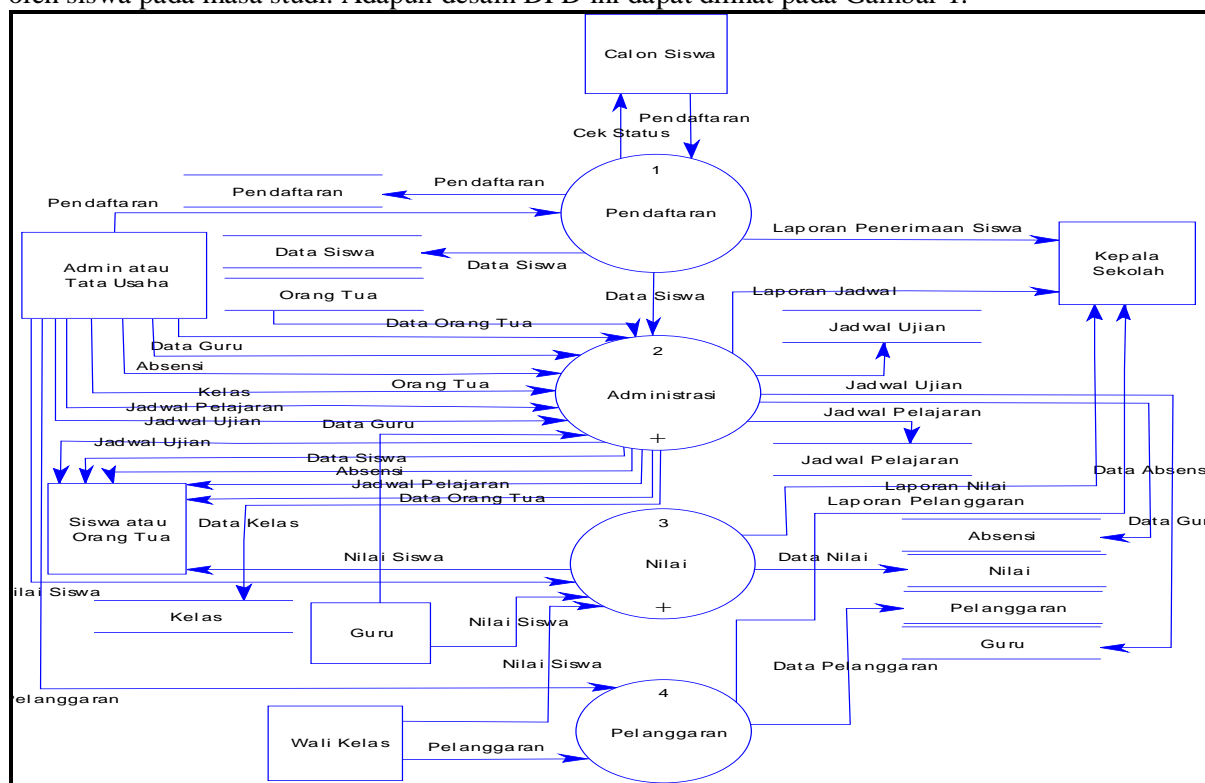 oleh siswa pada masa studi. Adapun desain DFD ini dapat dilihat pada Gambar 1.
Calon Siswa
Pendaftaran
Cek Status
1
Pendaftaran
Pendaftaran
Pendaftaran
Pendaftaran
Laporan Penerimaan Siswa
Data Siswa
Data Siswa
Admin atau
Tata Usaha
Kepala
Sekolah
Orang Tua
Data Siswa
Laporan Jadwal
Data Orang Tua
Jadwal Ujian
Data Guru
2
Absensi
Orang Tua
Kelas
Administrasi
Jadwal Ujian
Jadwal Pelajaran
Jadwal Pelajaran
Jadwal Ujian
Data Guru
+
Jadwal Ujian
Data Siswa
Jadwal Pelajaran
Absensi
Data Absensi
Jadwal Pelajaran
Laporan Nilai
Data Orang Tua
Laporan Pelanggaran
Siswa atau
Orang Tua
Data Kelas
3
Data Gu
Absensi
Nilai Siswa
Nilai
Data Nilai
Nilai
Nilai Siswa
Kelas
+
Pelanggaran
Guru
Nilai Siswa
Guru
Nilai Siswa
Data Pelanggaran
Pelanggaran
4
Wali Kelas
Pelanggaran
Pelanggaran